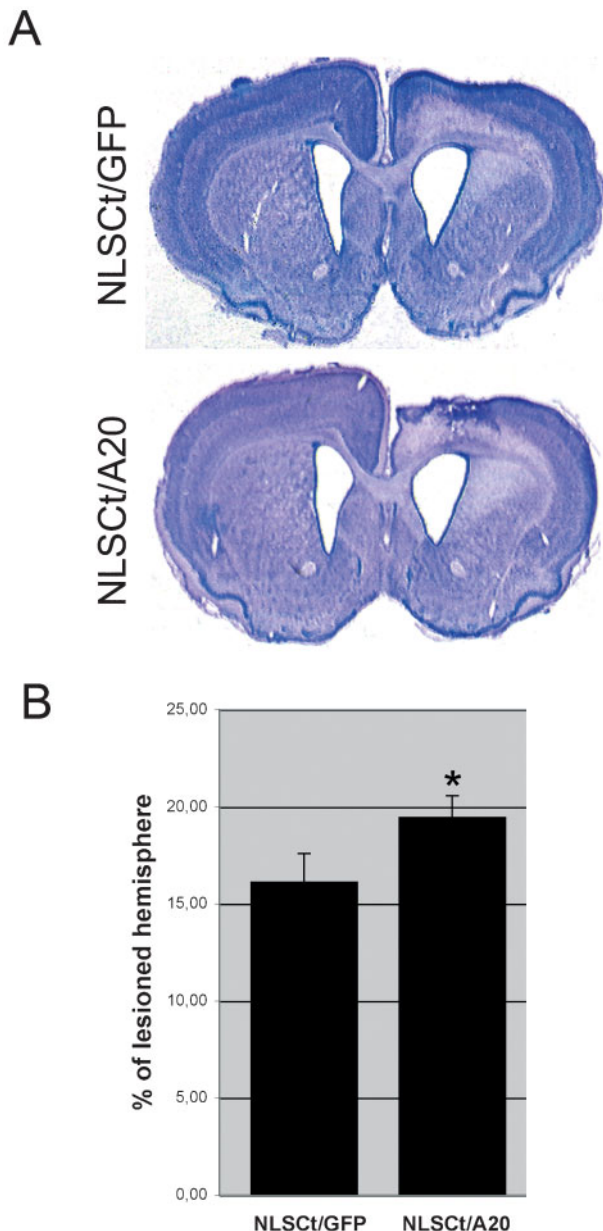 A
NLSCt/GFP
NLSCt/A20
B
% of lesioned hemisphere
25,00
20,00
15,00
10,00
5,00
0,00
*
NLSCt/GFP
NLSCt/A20